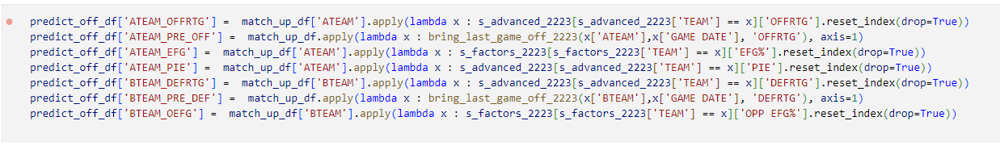 predict_off_df['ATEAM_OFFRTG'] =  match_up_df['ATEAM'].apply(lambda x : s_advanced_2223[s_advanced_2223['TEAM'] == x]['OFFRTG'].reset_index(drop=True))
predict_off_df['ATEAM_PRE_OFF'] =  match_up_df.apply(lambda x : bring_last_game_off_2223(x['ATEAM'],x['GAME DATE'], 'OFFRTG'), axis=1)
predict_off_df['ATEAM_EFG'] =  match_up_df['ATEAM'].apply(lambda x : s_factors_2223[s_factors_2223['TEAM'] == x]['EFG%'].reset_index(drop=True))
predict_off_df['ATEAM_PIE'] =  match_up_df['ATEAM'].apply(lambda x : s_advanced_2223[s_advanced_2223['TEAM'] == x]['PIE'].reset_index(drop=True))
predict_off_df['BTEAM_DEFRTG'] =  match_up_df['BTEAM'].apply(lambda x : s_advanced_2223[s_advanced_2223['TEAM'] == x]['DEFRTG'].reset_index(drop=True))
predict_off_df['BTEAM_PRE_DEF'] =  match_up_df.apply(lambda x : bring_last_game_off_2223(x['BTEAM'],x['GAME DATE'], 'DEFRTG'), axis=1)
predict_off_df['BTEAM_OEFG'] =  match_up_df['BTEAM'].apply(lambda x : s_factors_2223[s_factors_2223['TEAM'] == x]['OPP EFG%'].reset_index(drop=True))